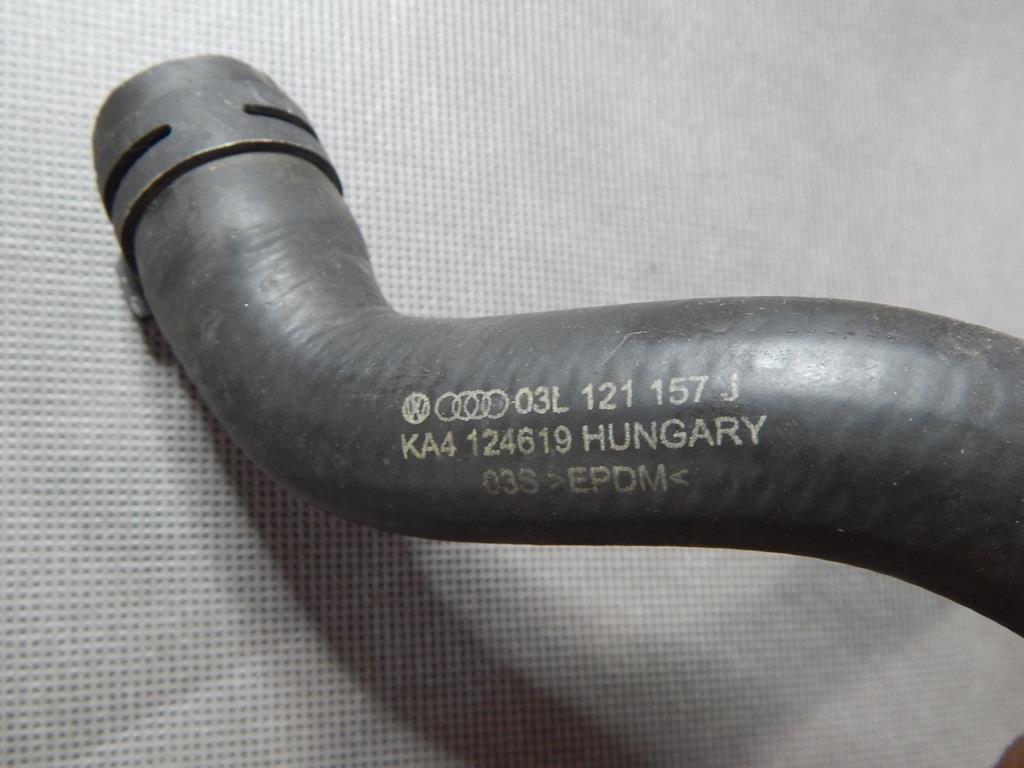 03L 121 157 J
KA4 124619 HUNGARY
03S >EPDM<